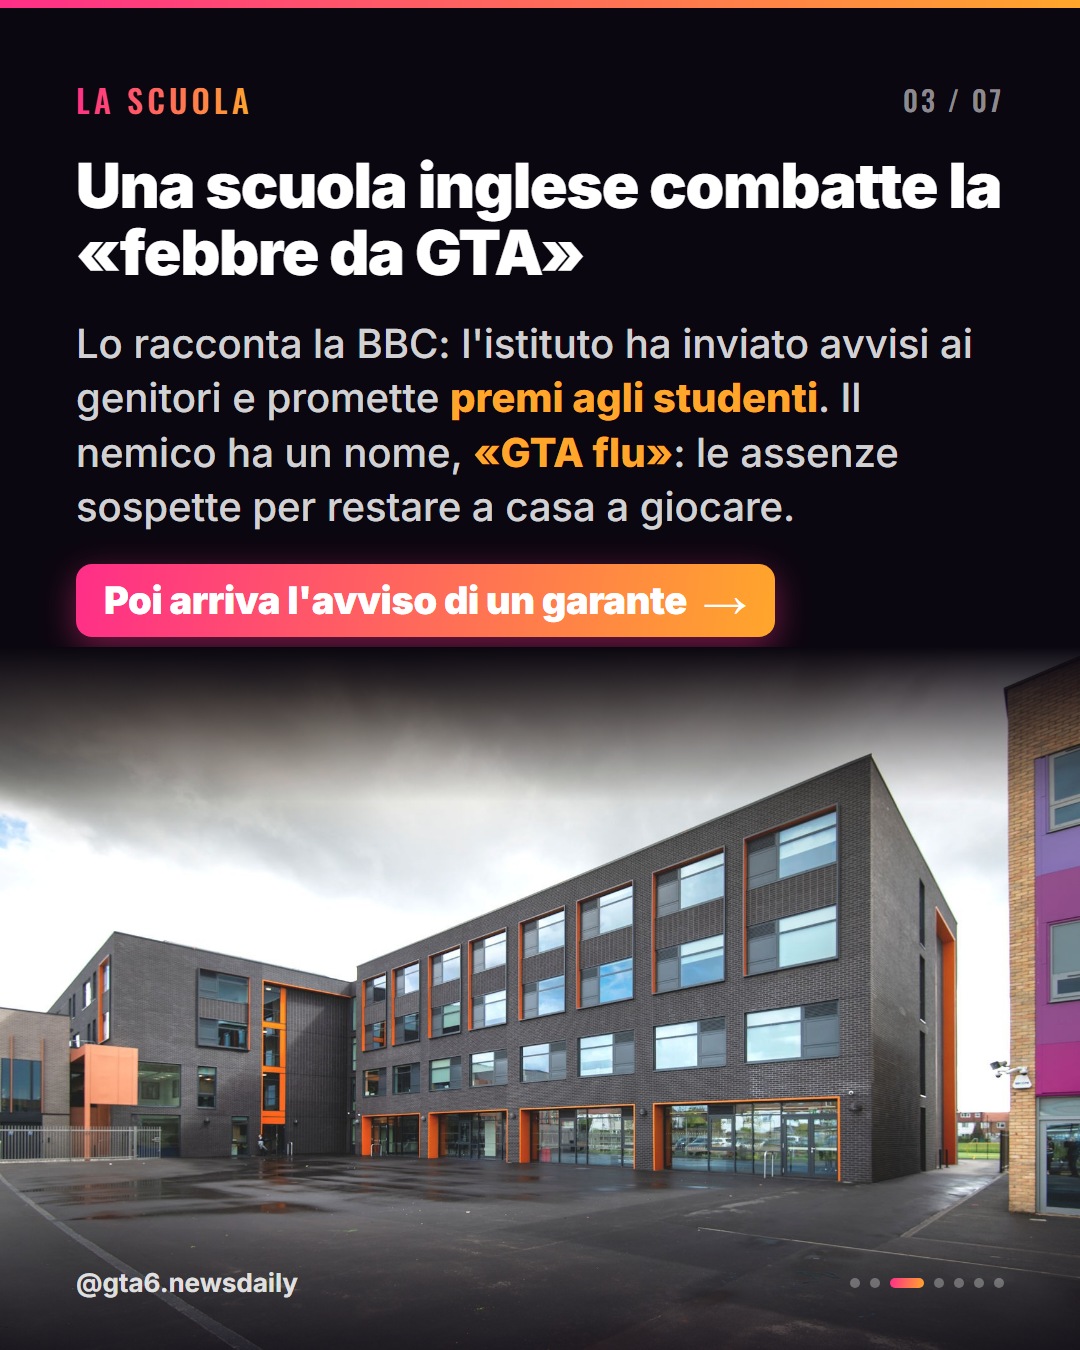 LA SCUOLA
03 / 07
Una scuola inglese combatte la
«febbre da GTA»
Lo racconta la BBC: l'istituto ha inviato avvisi ai
genitori e promette premi agli studenti. Il
nemico ha un nome, «GTA flu»: le assenze
sospette per restare a casa a giocare.
Poi arriva l'avviso di un garante →
@gta6.newsdaily